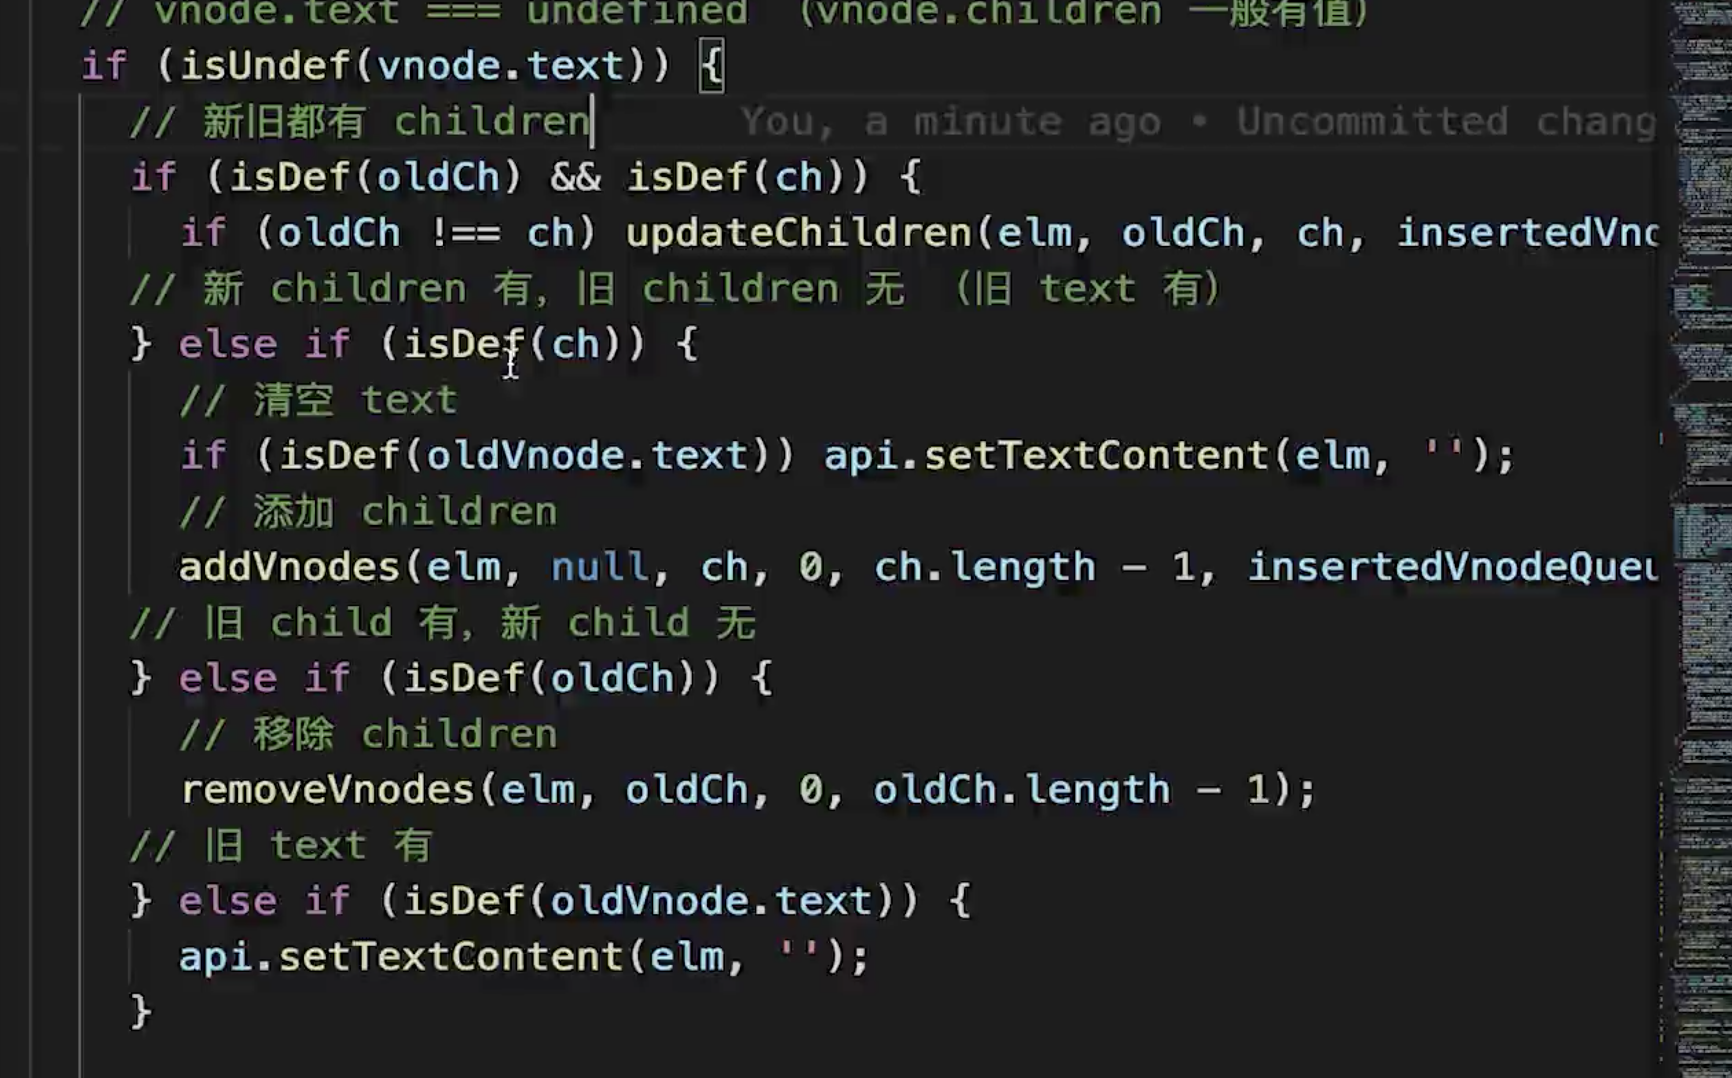 // vnode.text === undefined （vnode.children 一般有值）
if (isUndef(vnode.text)) {
// 新旧都有 children You, a minute ago • Uncommitted chang
if (isDef(oldCh) && isDef(ch)) {
if (oldCh !== ch) updateChildren(elm, oldCh, ch, insertedVno
// 新 children 有，旧 children 无 （旧 text 有）
} else if (isDef(ch)) {
// 清空 text
if (isDef(oldVnode.text)) api.setTextContent(elm, '');
// 添加 children
addVnodes(elm, null, ch, 0, ch.length - 1, insertedVnodeQueu
// 旧 child 有，新 child 无
} else if (isDef(oldCh)) {
// 移除 children
removeVnodes(elm, oldCh, 0, oldCh.length - 1);
// 旧 text 有
} else if (isDef(oldVnode.text)) {
api.setTextContent(elm, '');
}